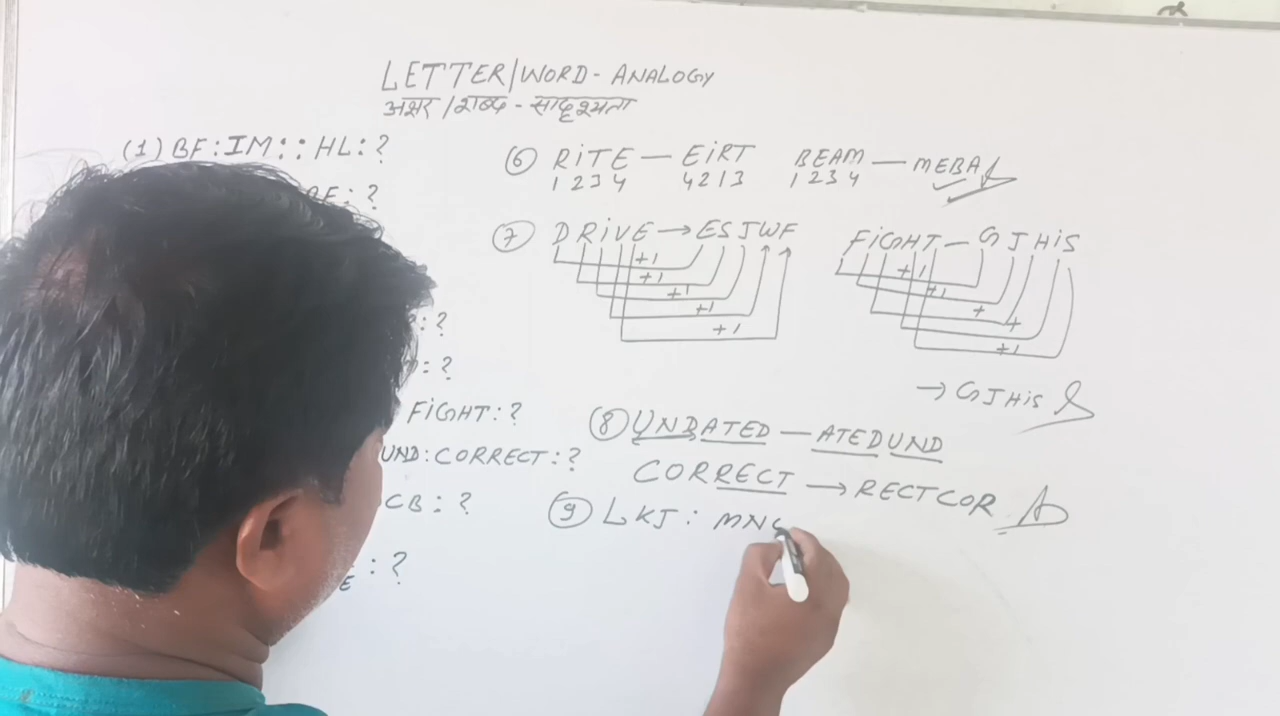 LETTER/WORD-ANALOGY
अक्षर/शब्द-सादृश्यता
(1) BF:IM::HL:?
:?
:?
:?
FiGHT:?
UND:CORRECT:?
CB:?
E:?
⑥ RiTE — EiRT BEAM — MEBA
1 2 3 4 4 2 1 3 1 2 3 4
⑦ DRiVE → ESJWF FiGHT — GJHiS
+1 +1
+1 +1
+1 +
+1 +
+1 +1
→ GJHiS
⑧ UNDATED — ATEDUND
CORRECT → RECTCOR
⑨ LKJ: MN